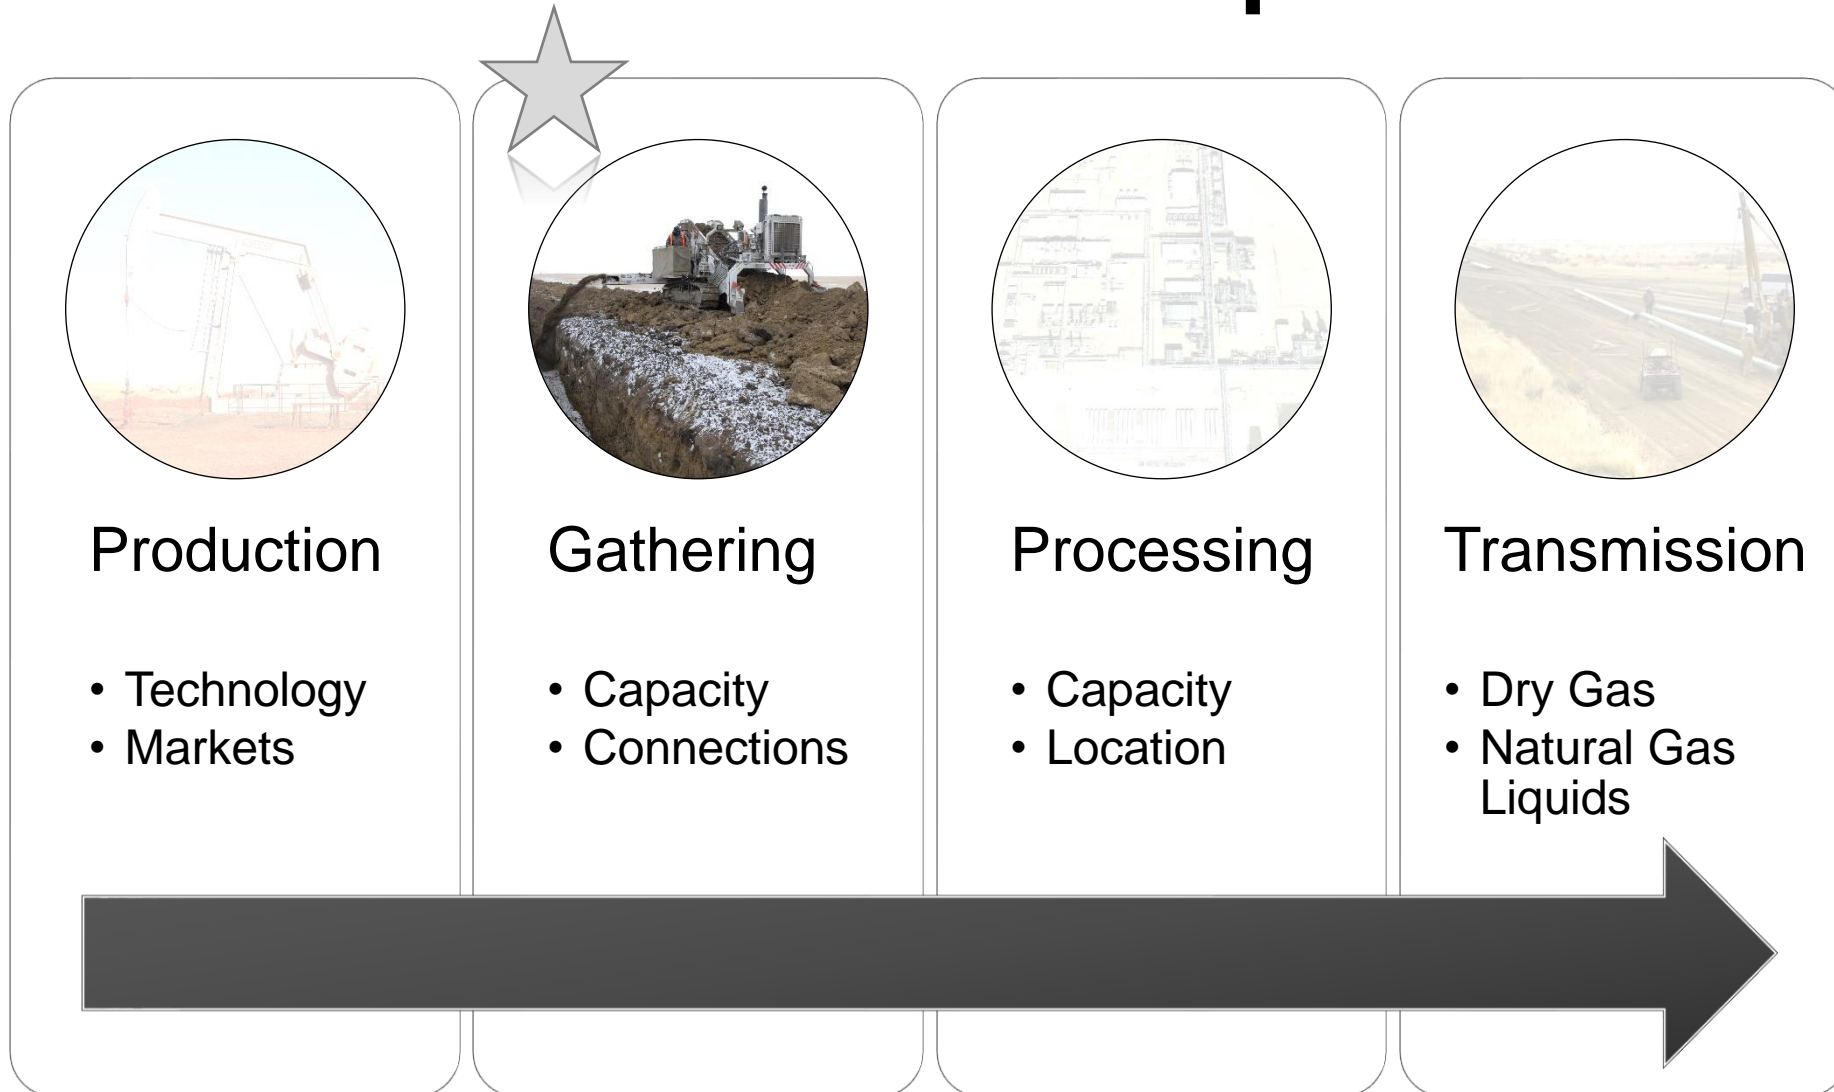 Production
• Technology
• Markets
Gathering
• Capacity
• Connections
Processing
• Capacity
• Location
Transmission
• Dry Gas
• Natural Gas
Liquids